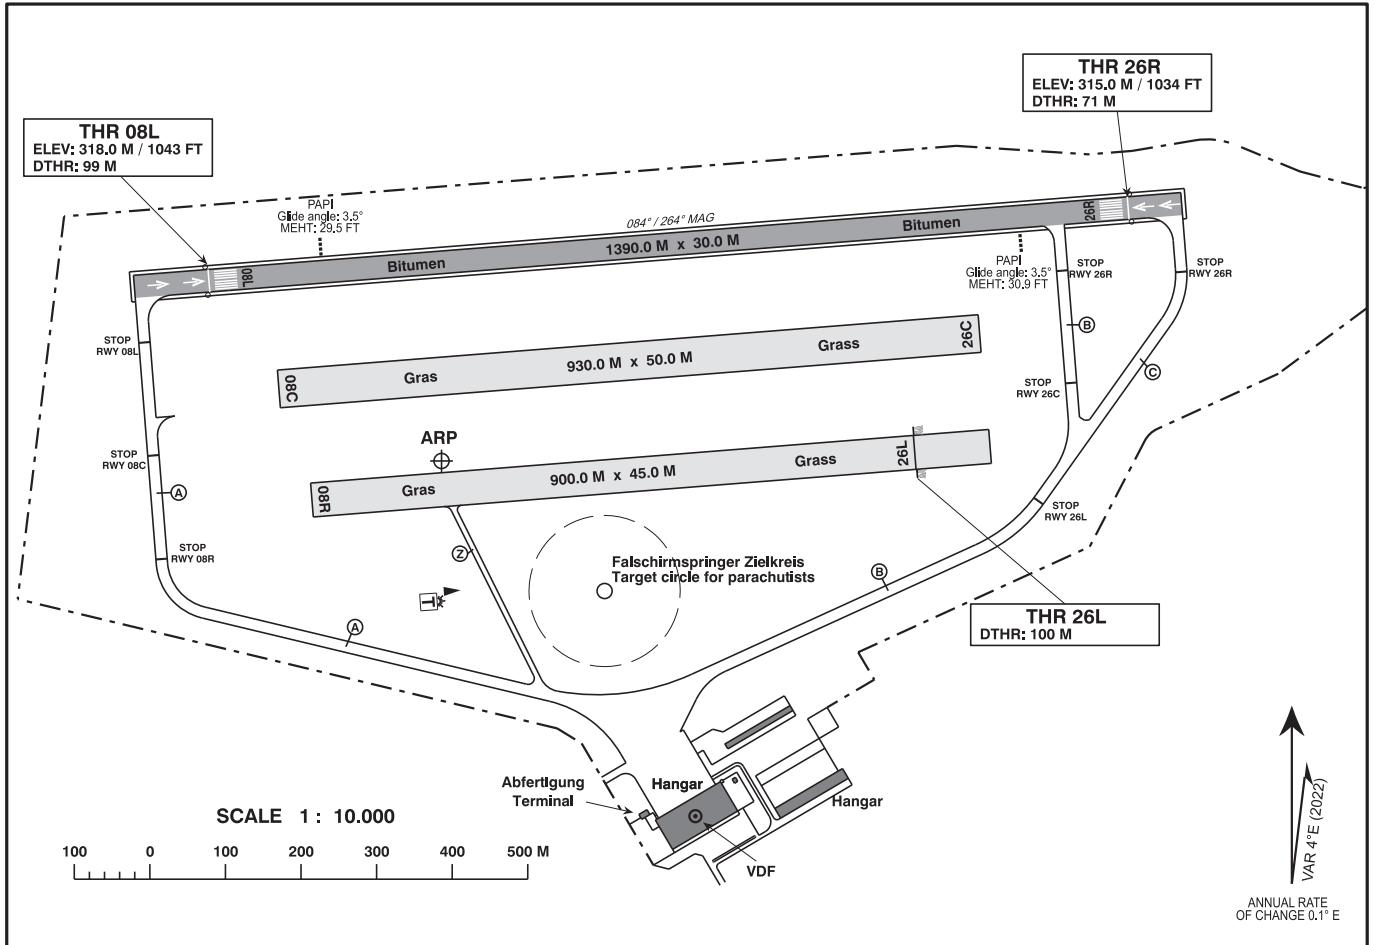 THR 26R
ELEV: 315.0 M / 1034 FT
DTHR: 71 M
THR 08L
ELEV: 318.0 M / 1043 FT
DTHR: 99 M
PAPI
Glide angle: 3.5°
MEHT: 29.5 FT
084° / 264° MAG
1390.0 M x 30.0 M
Bitumen
Bitumen
08L
26R
PAPI
Glide angle: 3.5°
MEHT: 30.9 FT
STOP
RWY 26R
STOP
RWY 26R
B
STOP
RWY 08L
08C
Gras
930.0 M x 50.0 M
Grass
26C
C
STOP
RWY 26C
STOP
RWY 08C
A
ARP
08R
Gras
900.0 M x 45.0 M
Grass
26L
STOP
RWY 26L
STOP
RWY 08R
Z
Falschirmspringer Zielkreis
Target circle for parachutists
B
T
A
THR 26L
DTHR: 100 M
Abfertigung
Terminal
Hangar
Hangar
VDF
SCALE 1 : 10.000
100 0 100 200 300 400 500 M
VAR 4°E (2022)
ANNUAL RATE
OF CHANGE 0.1° E